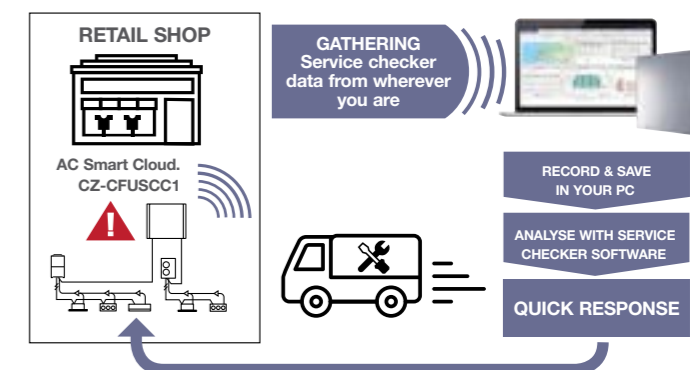 RETAIL SHOP
AC Smart Cloud.
CZ-CFUSCC1
GATHERING
Service checker
data from wherever
you are
RECORD & SAVE
IN YOUR PC
ANALYSE WITH SERVICE
CHECKER SOFTWARE
QUICK RESPONSE